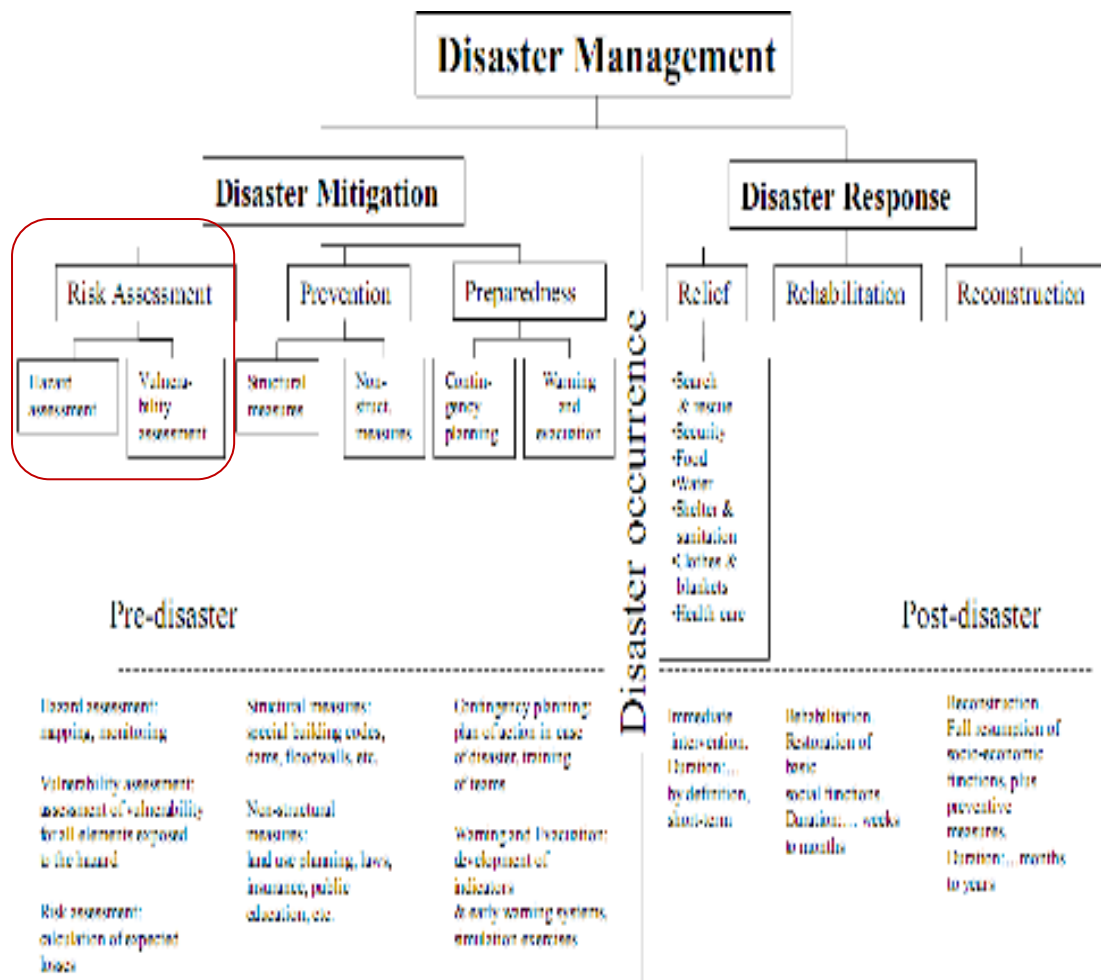 Disaster Management
Disaster Mitigation
Disaster Response
Risk Assessment
Prevention
Preparedness
Relief
Rehabilitation
Reconstruction
Hazard
assessment
Vulnera-
bility
assessment
Structural
measures
Non-
struct.
measures
Contin-
gency
planning
Warning
and
evacuation
Disaster occurrence
•Search
& rescue
•Security
•Food
•Water
•Shelter &
sanitation
•Clothes &
blankets
•Health care
Pre-disaster
Post-disaster
Hazard assessment:
mapping, monitoring
Vulnerability assessment:
assessment of vulnerability
for all elements exposed
to the hazard
Risk assessment:
calculation of expected
losses
Structural measures:
special building codes,
dams, floodwalls, etc.
Non-structural
measures:
land use planning, laws,
insurance, public
education, etc.
Contingency planning:
plan of action in case
of disaster, training
of teams
Warning and Evacuation:
development of
indicators
& early warning systems,
simulation exercises
Immediate
intervention.
Duration:...
by definition,
short-term
Rehabilitation
Restoration of
basic
social functions
Duration:... weeks
to months
Reconstruction
Full resumption of
socio-economic
functions, plus
preventive
measures.
Duration:...months
to years